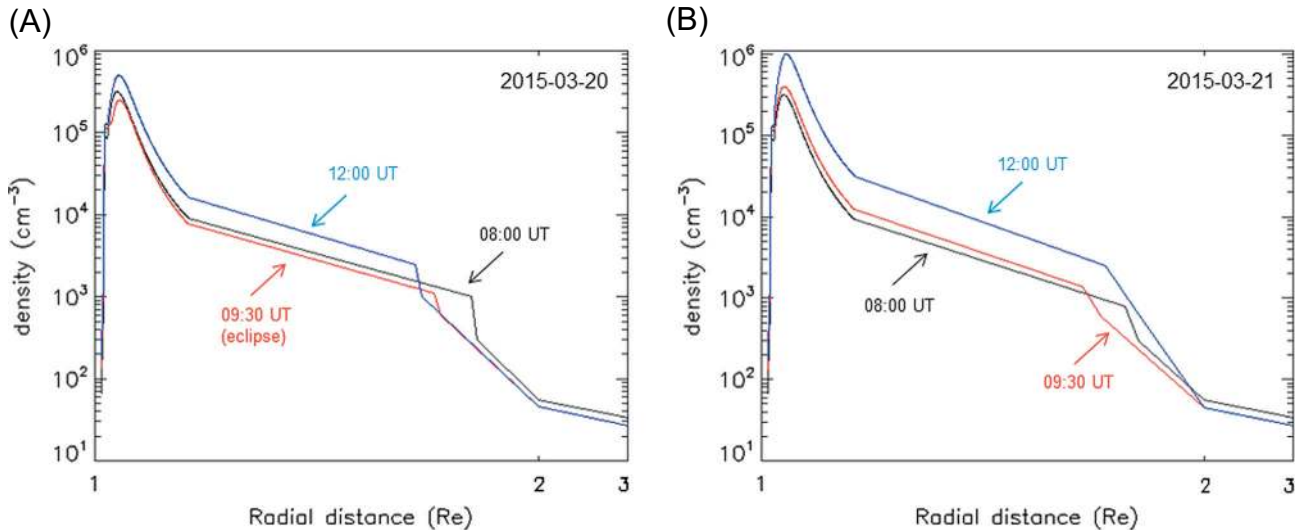 (A)
2015-03-20
12:00 UT
08:00 UT
09:30 UT
(eclipse)
density (cm⁻³)
10⁶
10⁵
10⁴
10³
10²
10¹
1
2
3
Radial distance (Re)
(B)
2015-03-21
12:00 UT
08:00 UT
09:30 UT
density (cm⁻³)
10⁶
10⁵
10⁴
10³
10²
10¹
1
2
3
Radial distance (Re)